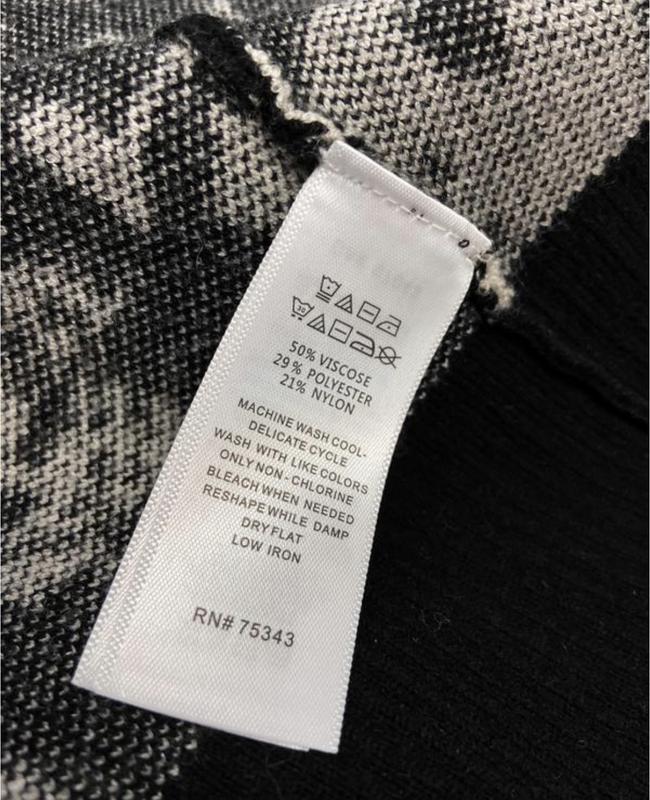 30
50% VISCOSE
29% POLYESTER
21% NYLON
MACHINE WASH COOL-
DELICATE CYCLE
WASH WITH LIKE COLORS
ONLY NON-CHLORINE
BLEACH WHEN NEEDED
RESHAPE WHILE DAMP
DRY FLAT
LOW IRON
RN# 75343